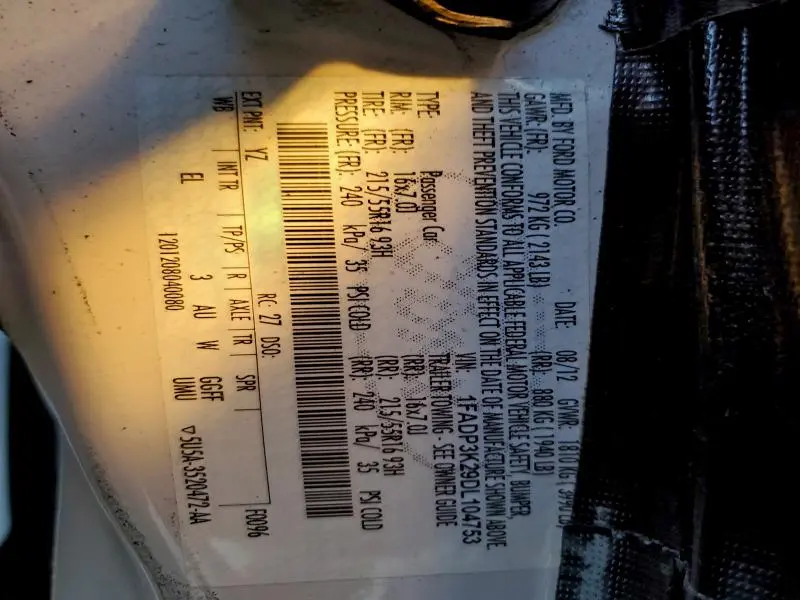 MFD. BY FORD MOTOR CO.
DATE: 08/12 GVWR: 1815 KG
GAWR (FR): 972 KG ( 2143 LB) (RR): 880 KG ( 1940 LB)
THIS VEHICLE CONFORMS TO ALL APPLICABLE FEDERAL MOTOR VEHICLE SAFETY, BUMPER,
AND THEFT PREVENTION STANDARDS IN EFFECT ON THE DATE OF MANUFACTURE SHOWN ABOVE.
VIN: 1FADP3K29DL104753
TYPE: Passenger Car TRAILER TOWING - SEE OWNER GUIDE
RIM: (FR): 16x7.0J (RR): 16x7.0J
TIRE: (FR): 215/55R16 93H (RR): 215/55R16 93H
PRESSURE (FR): 240 kPa/ 35 PSI COLD (RR): 240 kPa/ 35 PSI COLD
RC: 27 DSO: F0096
EXT PNT: YZ
WB | INT TR | TP/PS | R | AXLE | TR | SPR
EL 3 AU W GGFF
UMU
1201208040080 ▽5U5A-3520472-AA